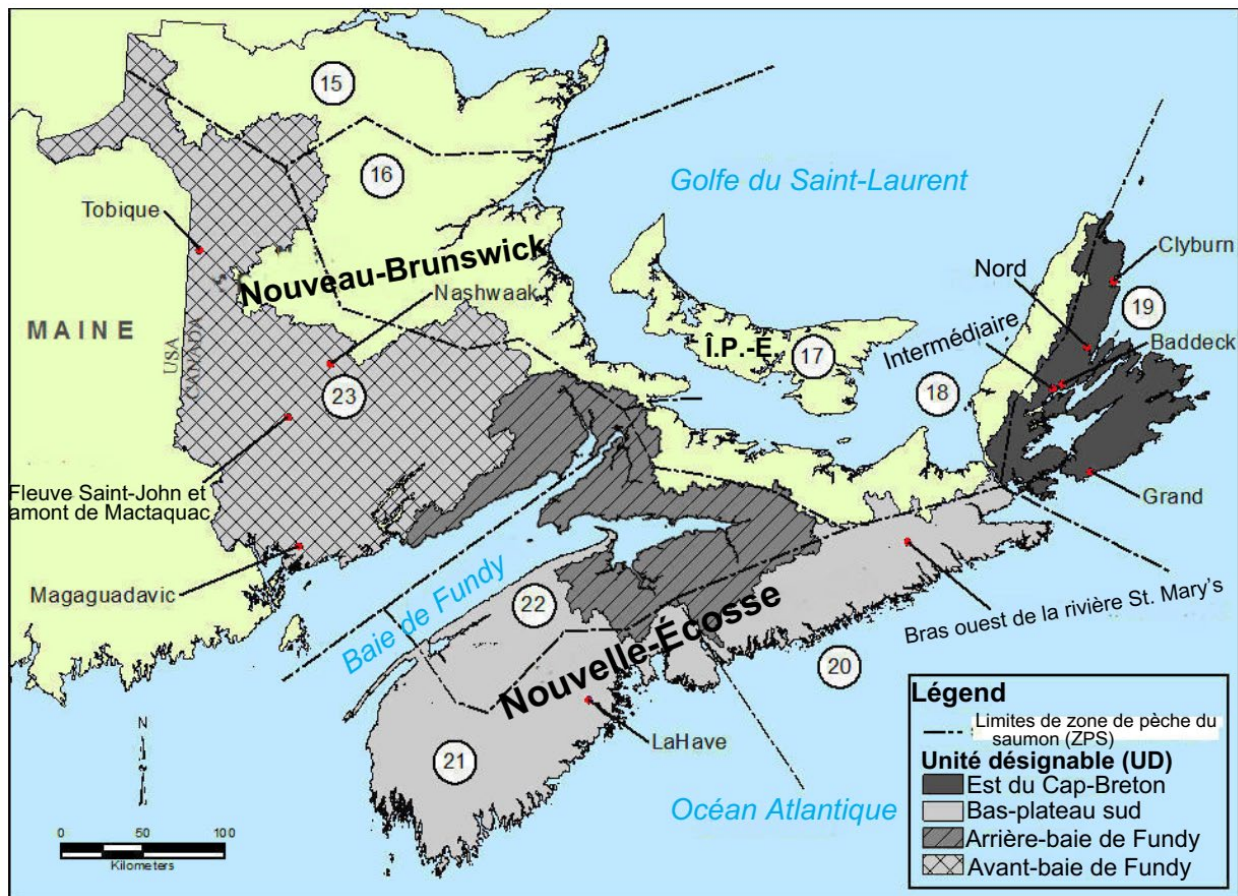 15
16
Golfe du Saint-Laurent
Tobique
Clyburn
Nord
Nouveau-Brunswick
Nashwaak
19
MAINE
USA
CANADA
Î.P.-E.
17
Intermédiaire
Baddeck
18
23
Fleuve Saint-John et
amont de Mactaquac
Grand
Magaguadavic
Baie de Fundy
22
Nouvelle-Écosse
Bras ouest de la rivière St. Mary's
20
LaHave
21
Océan Atlantique
N
0 50 100
Kilometers
Légend
Limites de zone de pèche du
saumon (ZPS)
Unité désignable (UD)
Est du Cap-Breton
Bas-plateau sud
Arrière-baie de Fundy
Avant-baie de Fundy